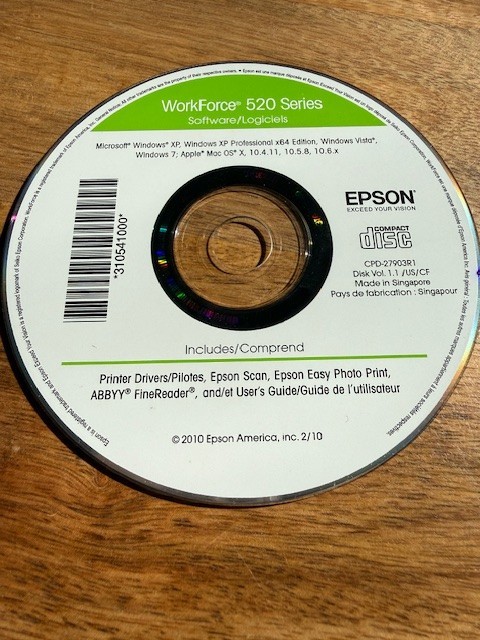 WorkForce® 520 Series
Software/Logiciels
Microsoft® Windows® XP, Windows XP Professional x64 Edition, Windows Vista®,
Windows 7; Apple® Mac OS® X, 10.4.11, 10.5.8, 10.6.x
*310541000*
EPSON®
EXCEED YOUR VISION
COMPACT
disc
CPD-27903R1
Disk Vol. 1.1 /US/CF
Made in Singapore
Pays de fabrication : Singapour
Includes/Comprend
Printer Drivers/Pilotes, Epson Scan, Epson Easy Photo Print,
ABBYY® FineReader®, and/et User's Guide/Guide de l'utilisateur
© 2010 Epson America, Inc. 2/10